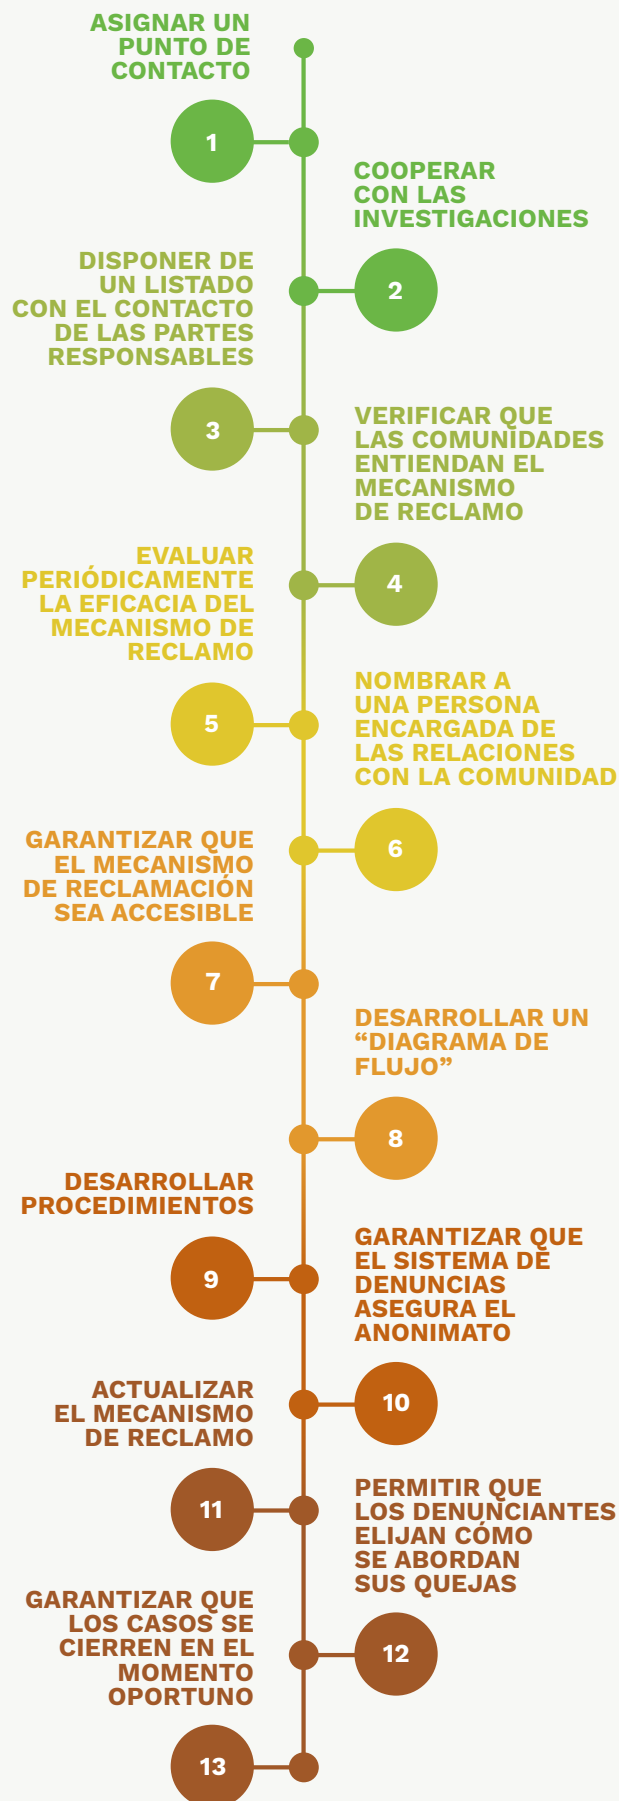 ASIGNAR UN
PUNTO DE
CONTACTO
1
COOPERAR
CON LAS
INVESTIGACIONES
2
DISPONER DE
UN LISTADO
CON EL CONTACTO
DE LAS PARTES
RESPONSABLES
3
VERIFICAR QUE
LAS COMUNIDADES
ENTIENDAN EL
MECANISMO
DE RECLAMO
4
EVALUAR
PERIÓDICAMENTE
LA EFICACIA DEL
MECANISMO DE
RECLAMO
5
NOMBRAR A
UNA PERSONA
ENCARGADA DE
LAS RELACIONES
CON LA COMUNIDAD
6
GARANTIZAR QUE
EL MECANISMO
DE RECLAMACIÓN
SEA ACCESIBLE
7
DESARROLLAR UN
“DIAGRAMA DE
FLUJO”
8
DESARROLLAR
PROCEDIMIENTOS
9
GARANTIZAR QUE
EL SISTEMA DE
DENUNCIAS
ASEGURA EL
ANONIMATO
10
ACTUALIZAR
EL MECANISMO
DE RECLAMO
11
PERMITIR QUE
LOS DENUNCIANTES
ELIJAN CÓMO
SE ABORDAN
SUS QUEJAS
12
GARANTIZAR QUE
LOS CASOS SE
CIERREN EN EL
MOMENTO
OPORTUNO
13